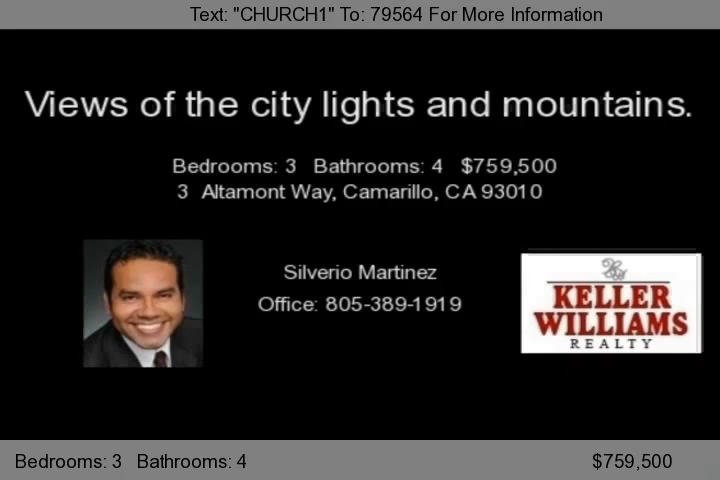 Text: "CHURCH1" To: 79564 For More Information
Views of the city lights and mountains.
Bedrooms: 3 Bathrooms: 4 $759,500
3 Altamont Way, Camarillo, CA 93010
Silverio Martinez
Office: 805-389-1919
KELLER
WILLIAMS
REALTY
Bedrooms: 3 Bathrooms: 4 $759,500